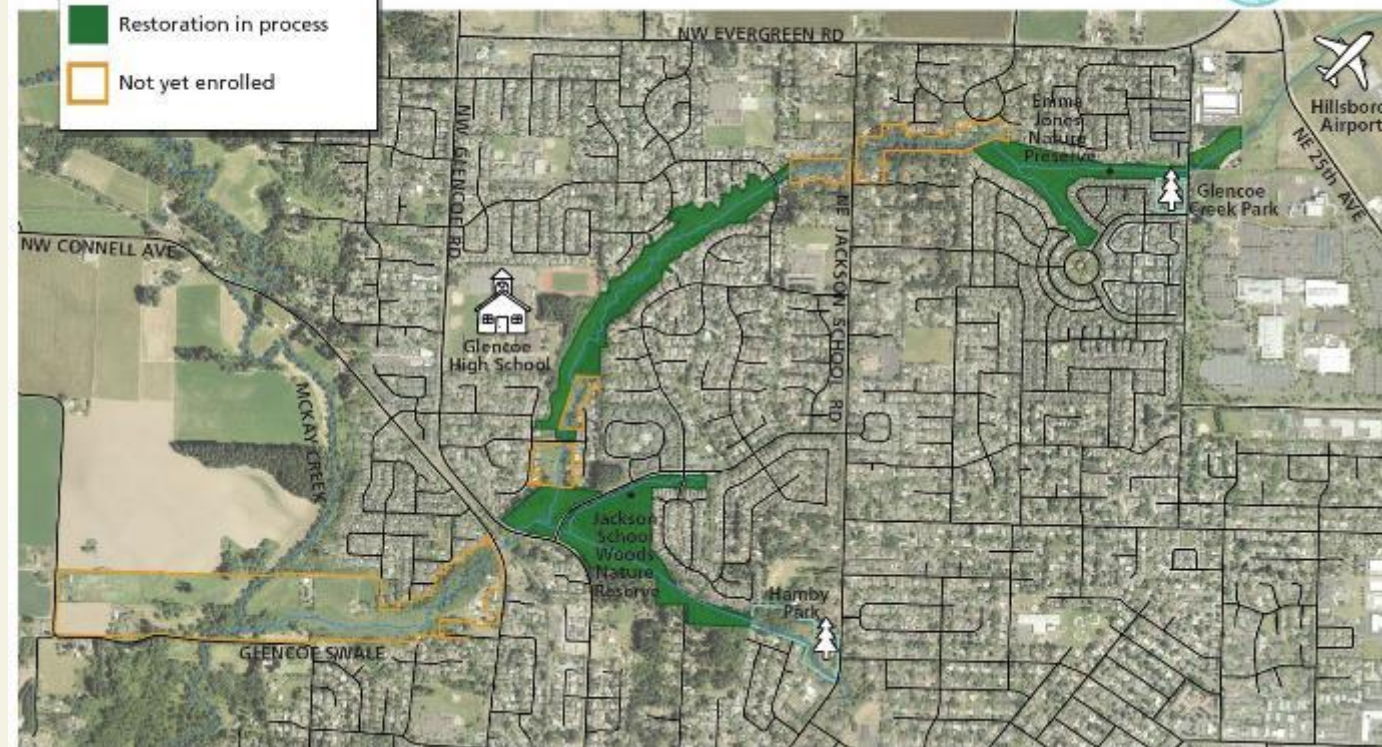 Restoration in process
Not yet enrolled
NW EVERGREEN RD
Hillsboro
Airport
Emma
Jones
Nature
Preserve
NW GLENCOE RD
NE 25th AVE
Glencoe
Creek Park
NW CONNELL AVE
NE JACKSON SCHOOL RD
Glencoe
High School
MCKAY CREEK
Jackson
School
Woods
Nature
Reserve
Hamby
Park
GLENCOE SWALE